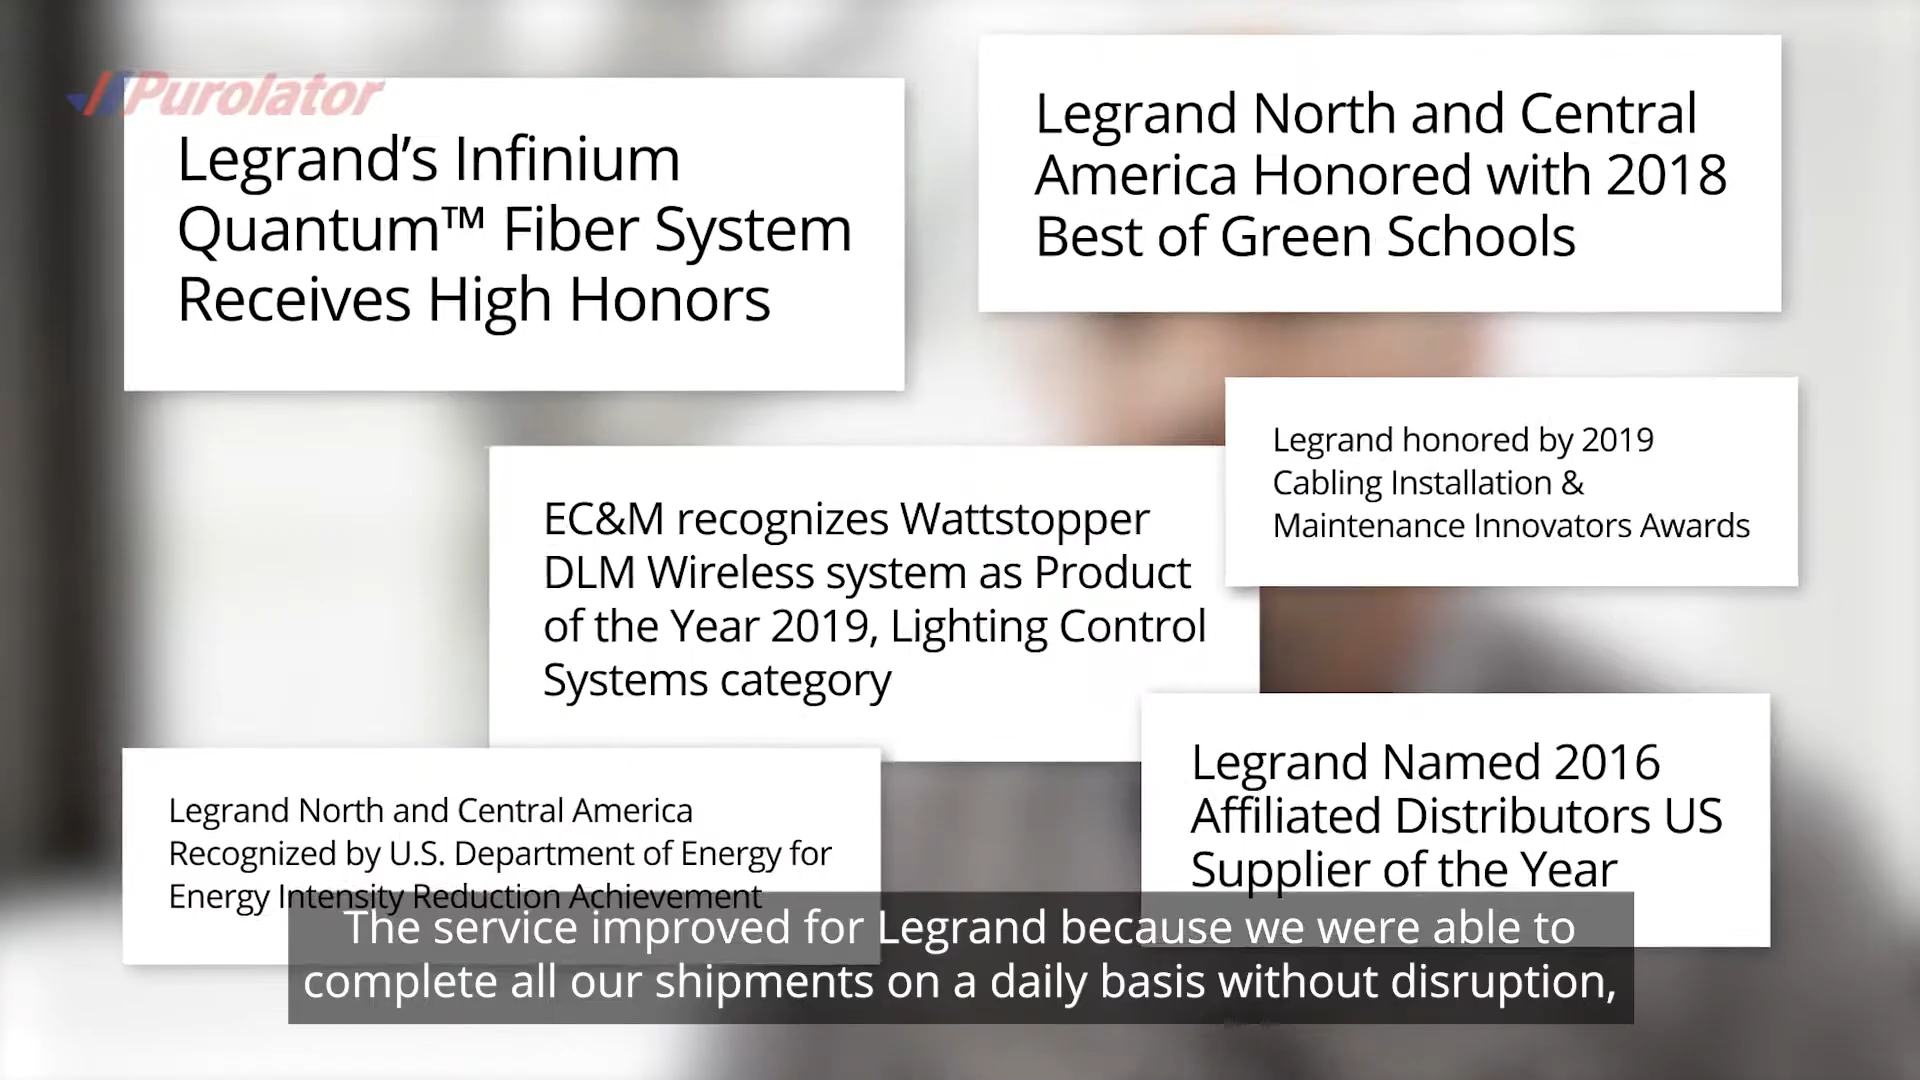 Purolator
Legrand’s Infinium
Quantum™ Fiber System
Receives High Honors
Legrand North and Central
America Honored with 2018
Best of Green Schools
Legrand honored by 2019
Cabling Installation &
Maintenance Innovators Awards
EC&M recognizes Wattstopper
DLM Wireless system as Product
of the Year 2019, Lighting Control
Systems category
Legrand Named 2016
Affiliated Distributors US
Supplier of the Year
Legrand North and Central America
Recognized by U.S. Department of Energy for
Energy Intensity Reduction Achievement
The service improved for Legrand because we were able to
complete all our shipments on a daily basis without disruption,